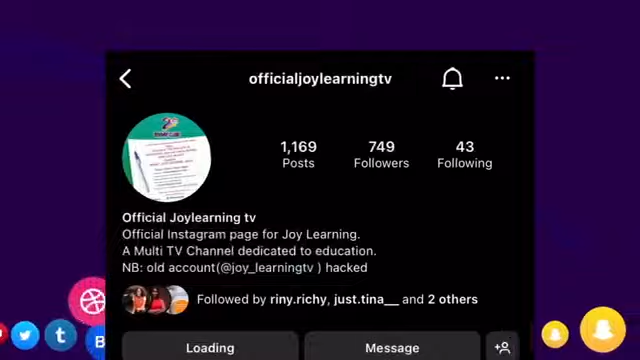 officialjoylearningtv
1,169 749 43
Posts Followers Following
Official Joylearning tv
Official Instagram page for Joy Learning.
A Multi TV Channel dedicated to education.
NB: old account(@joy_learningtv ) hacked
Followed by riny.richy, just.tina__ and 2 others
Loading Message